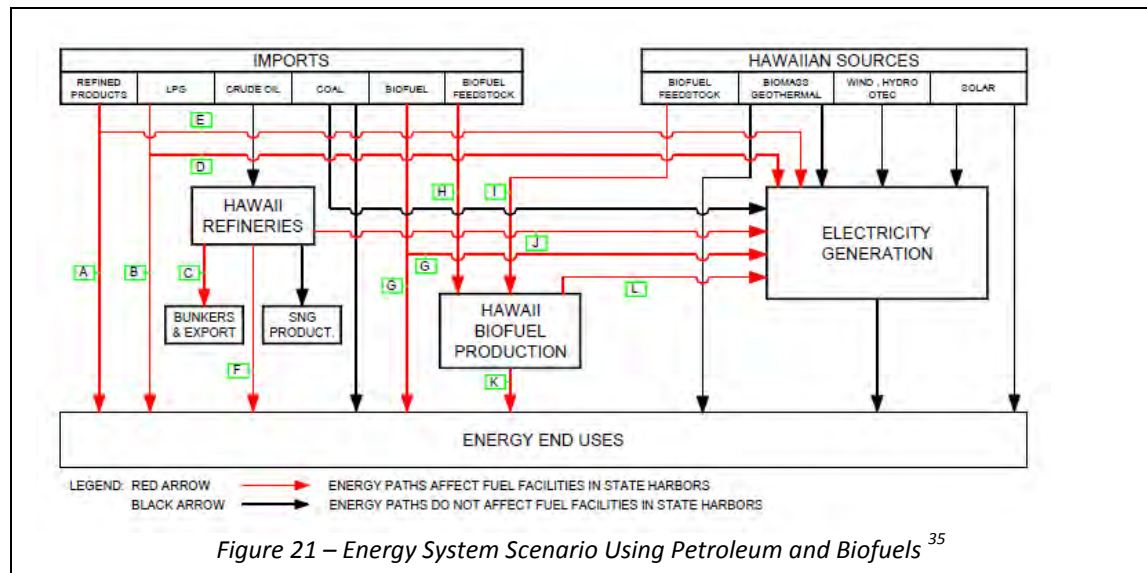 IMPORTS
HAWAIIAN SOURCES
REFINED
PRODUCTS
LPG
CRUDE OIL
COAL
BIOFUEL
BIOFUEL
FEEDSTOCK
BIOFUEL
FEEDSTOCK
BIOMASS
GEOTHERMAL
WIND , HYDRO
OTEC
SOLAR
E
D
H
I
HAWAII
REFINERIES
ELECTRICITY
GENERATION
J
A
B
C
G
G
L
BUNKERS
& EXPORT
SNG
PRODUCT.
HAWAII
BIOFUEL
PRODUCTION
F
K
ENERGY END USES
LEGEND: RED ARROW ENERGY PATHS AFFECT FUEL FACILITIES IN STATE HARBORS
BLACK ARROW ENERGY PATHS DO NOT AFFECT FUEL FACILITIES IN STATE HARBORS
Figure 21 – Energy System Scenario Using Petroleum and Biofuels 35